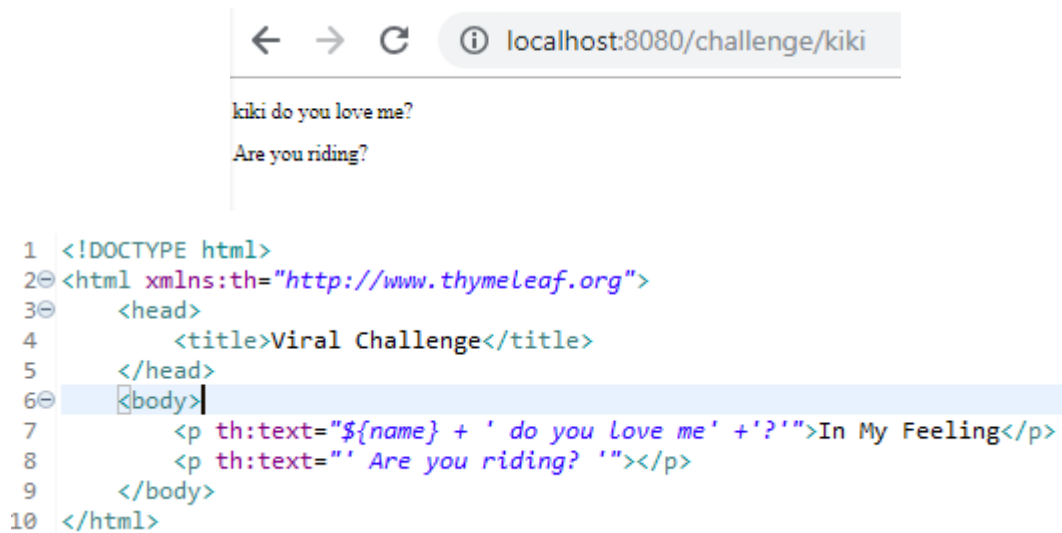 localhost:8080/challenge/kiki
kiki do you love me?
Are you riding?
1 <!DOCTYPE html>
2 <html xmlns:th="http://www.thymeleaf.org">
3 <head>
4 <title>Viral Challenge</title>
5 </head>
6 <body>
7 <p th:text="${name} + ' do you love me' +'?'">In My Feeling</p>
8 <p th:text="' Are you riding? '"></p>
9 </body>
10 </html>